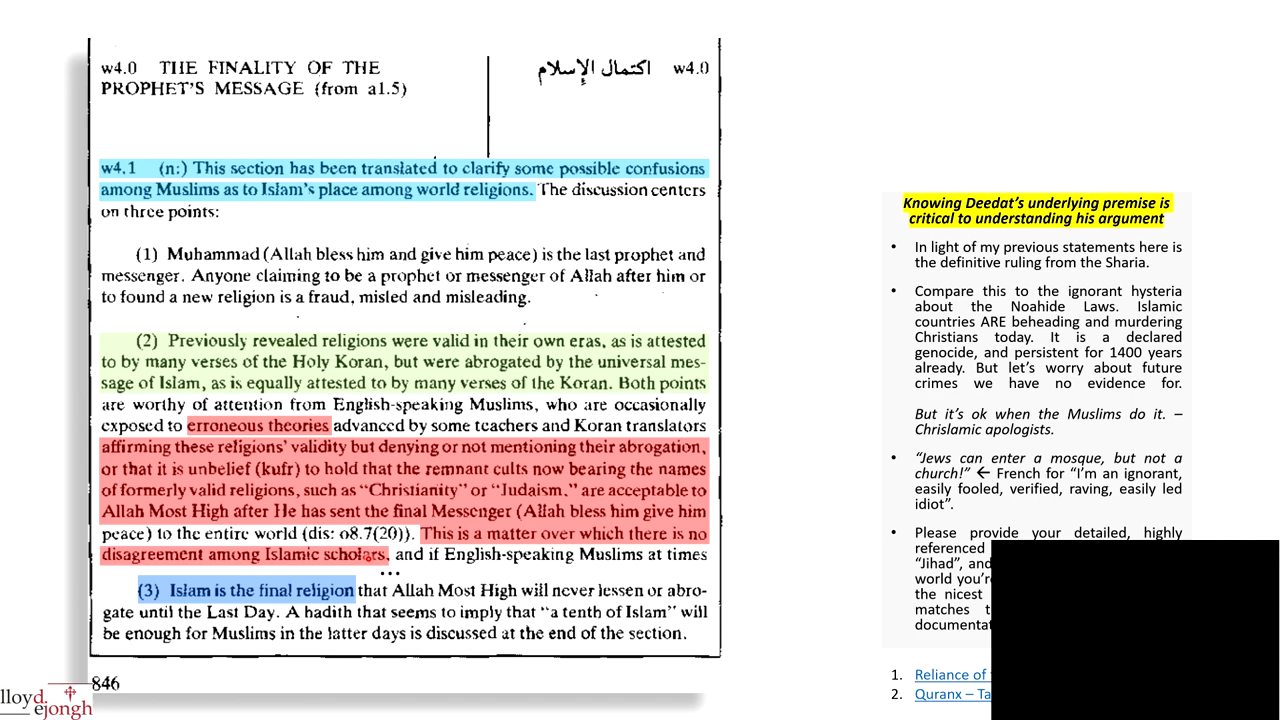 w4.0 THE FINALITY OF THE
PROPHET'S MESSAGE (from a1.5)
اكتمال الإسلام w4.0
w4.1 (n:) This section has been translated to clarify some possible confusions
among Muslims as to Islam's place among world religions. The discussion centers
on three points:
(1) Muhammad (Allah bless him and give him peace) is the last prophet and
messenger. Anyone claiming to be a prophet or messenger of Allah after him or
to found a new religion is a fraud, misled and misleading.
(2) Previously revealed religions were valid in their own eras, as is attested
to by many verses of the Holy Koran, but were abrogated by the universal mes-
sage of Islam, as is equally attested to by many verses of the Koran. Both points
are worthy of attention from English-speaking Muslims, who are occasionally
exposed to erroneous theories advanced by some teachers and Koran translators
affirming these religions' validity but denying or not mentioning their abrogation,
or that it is unbelief (kufr) to hold that the remnant cults now bearing the names
of formerly valid religions, such as "Christianity" or "Judaism," are acceptable to
Allah Most High after He has sent the final Messenger (Allah bless him give him
peace) to the entire world (dis: o8.7(20)). This is a matter over which there is no
disagreement among Islamic scholars, and if English-speaking Muslims at times
...
(3) Islam is the final religion that Allah Most High will never lessen or abro-
gate until the Last Day. A hadith that seems to imply that "a tenth of Islam" will
be enough for Muslims in the latter days is discussed at the end of the section.
846
lloyd
ejongh
Knowing Deedat's underlying premise is
critical to understanding his argument
• In light of my previous statements here is
the definitive ruling from the Sharia.
• Compare this to the ignorant hysteria
about the Noahide Laws. Islamic
countries ARE beheading and murdering
Christians today. It is a declared
genocide, and persistent for 1400 years
already. But let's worry about future
crimes we have no evidence for.
But it's ok when the Muslims do it. –
Chrislamic apologists.
• "Jews can enter a mosque, but not a
church!" ← French for "I'm an ignorant,
easily fooled, verified, raving, easily led
idiot".
• Please provide your detailed, highly
referenced
"Jihad", and
world you're
the nicest
matches
documentat
1. Reliance of
2. Quranx – Ta